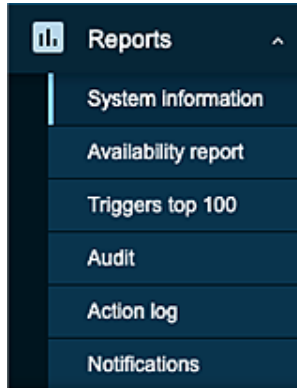 Reports
System information
Availability report
Triggers top 100
Audit
Action log
Notifications